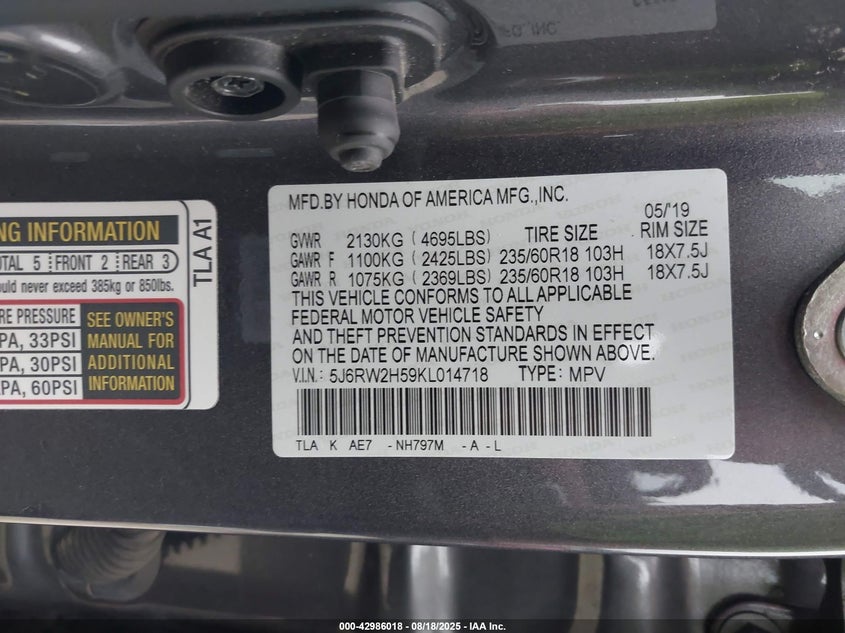 MFD.BY HONDA OF AMERICA MFG.,INC.
05/'19
GVWR 2130KG ( 4695LBS) TIRE SIZE RIM SIZE
GAWR F 1100KG ( 2425LBS) 235/60R18 103H 18X7.5J
GAWR R 1075KG ( 2369LBS) 235/60R18 103H 18X7.5J
THIS VEHICLE CONFORMS TO ALL APPLICABLE
FEDERAL MOTOR VEHICLE SAFETY
AND THEFT PREVENTION STANDARDS IN EFFECT
ON THE DATE OF MANUFACTURE SHOWN ABOVE.
V.I.N.: 5J6RW2H59KL014718 TYPE: MPV
TLA K AE7 - NH797M - A - L
NG INFORMATION
OTAL 5 FRONT 2 REAR 3
ould never exceed 385kg or 850lbs.
RE PRESSURE
PA, 33PSI
PA, 30PSI
PA, 60PSI
SEE OWNER'S
MANUAL FOR
ADDITIONAL
INFORMATION
TLA A1
000-42986018 - 08/18/2025 - IAA Inc.